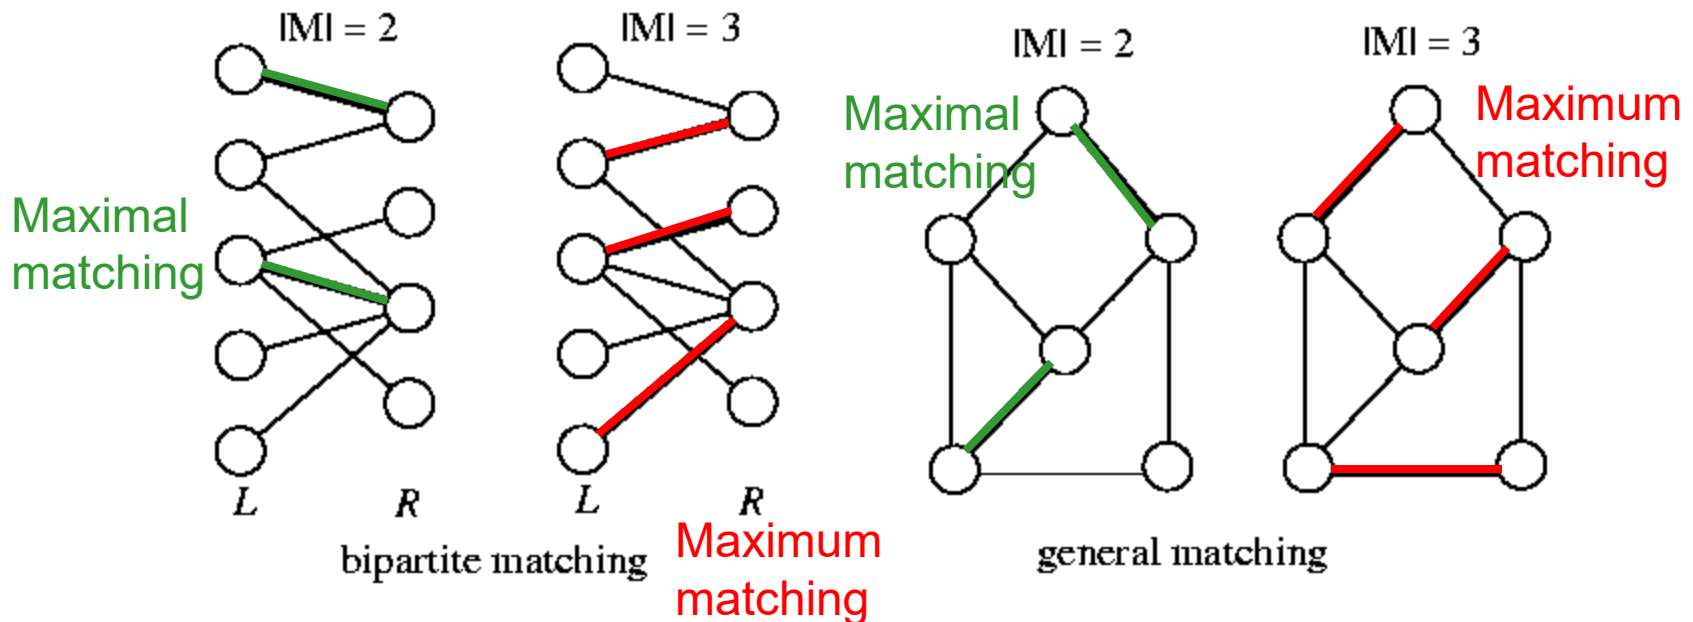 |M| = 2
|M| = 3
|M| = 2
|M| = 3
Maximal
matching
Maximal
matching
Maximum
matching
L
R
L
R
bipartite matching
Maximum
matching
general matching